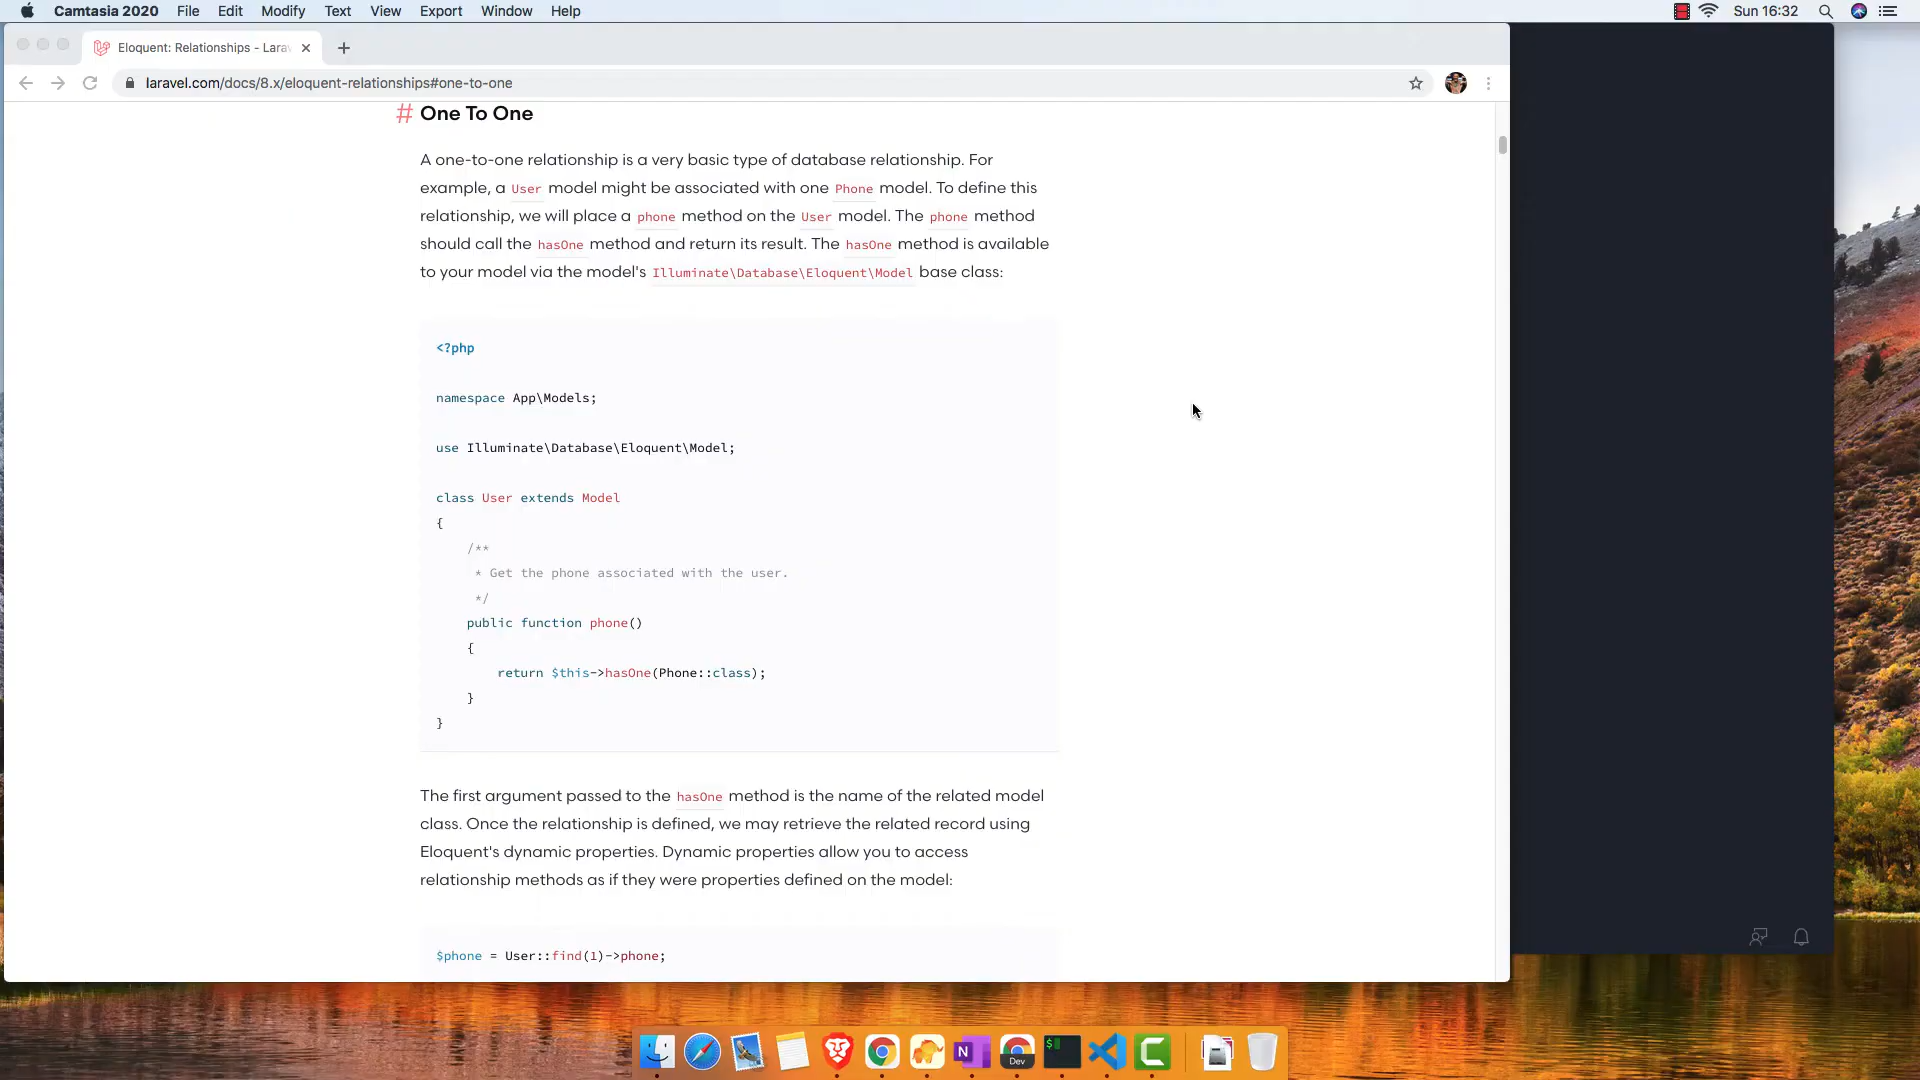 Camtasia 2020 File Edit Modify Text View Export Window Help Sun 16:32
Eloquent: Relationships - Lara
laravel.com/docs/8.x/eloquent-relationships#one-to-one
# One To One
A one-to-one relationship is a very basic type of database relationship. For
example, a User model might be associated with one Phone model. To define this
relationship, we will place a phone method on the User model. The phone method
should call the hasOne method and return its result. The hasOne method is available
to your model via the model's Illuminate\Database\Eloquent\Model base class:
<?php
namespace App\Models;
use Illuminate\Database\Eloquent\Model;
class User extends Model
{
/**
* Get the phone associated with the user.
*/
public function phone()
{
return $this->hasOne(Phone::class);
}
}
The first argument passed to the hasOne method is the name of the related model
class. Once the relationship is defined, we may retrieve the related record using
Eloquent's dynamic properties. Dynamic properties allow you to access
relationship methods as if they were properties defined on the model:
$phone = User::find(1)->phone;
N
Dev
$
C